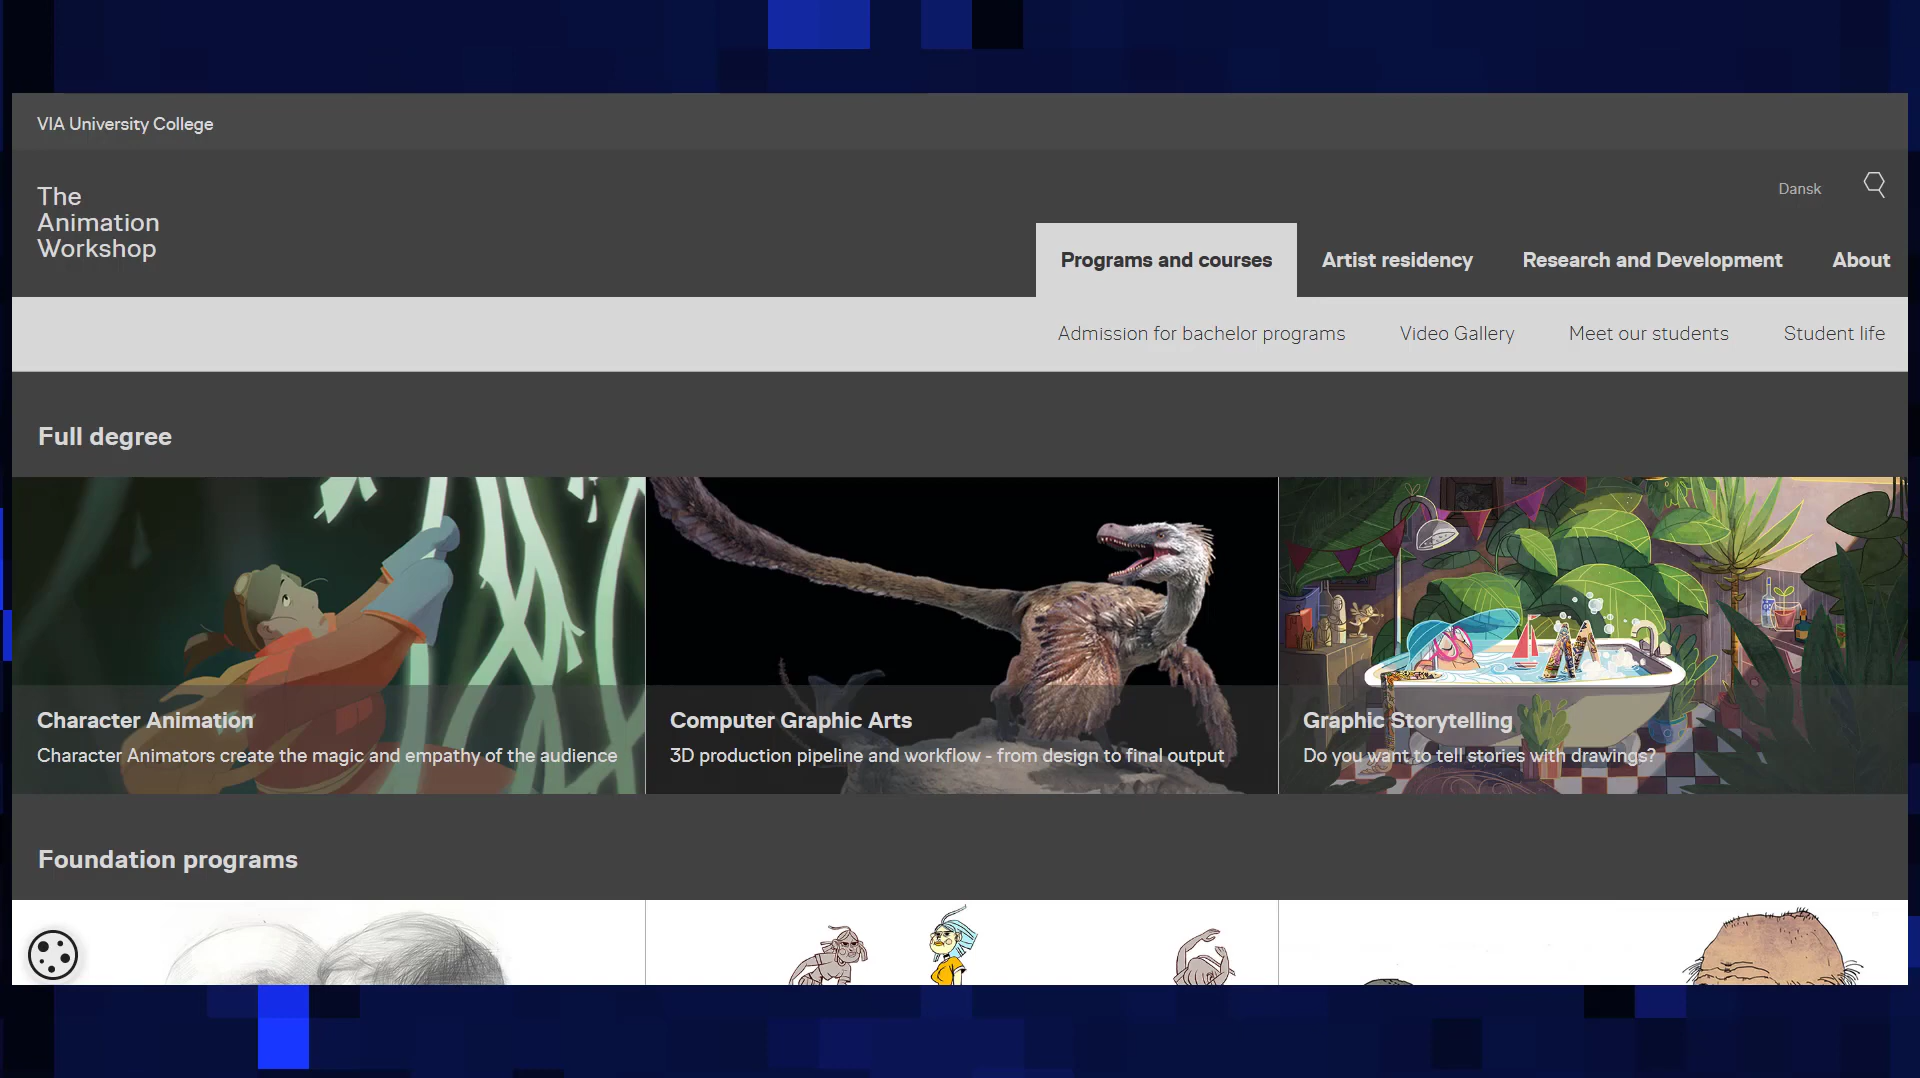 VIA University College
The
Animation
Workshop
Dansk
Programs and courses
Artist residency
Research and Development
About
Admission for bachelor programs
Video Gallery
Meet our students
Student life
Full degree
Character Animation
Character Animators create the magic and empathy of the audience
Computer Graphic Arts
3D production pipeline and workflow - from design to final output
Graphic Storytelling
Do you want to tell stories with drawings?
Foundation programs